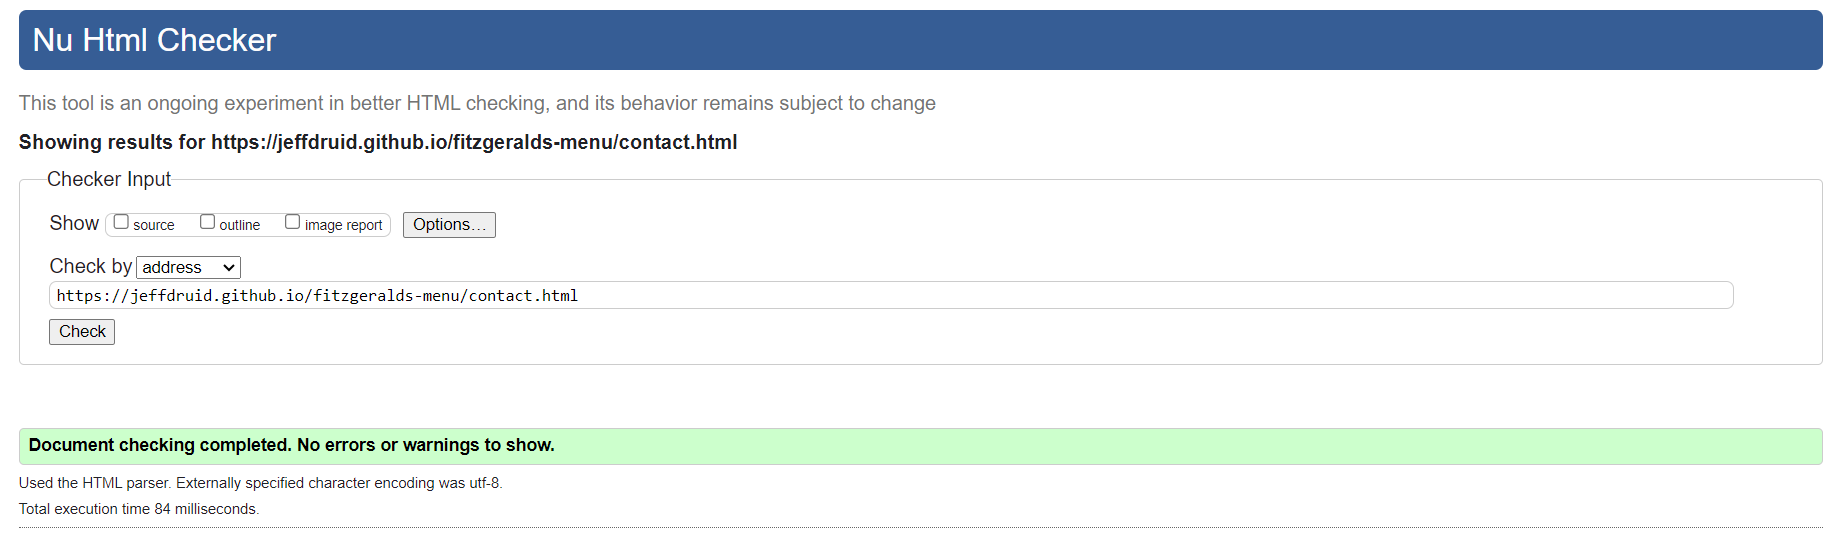 Nu Html Checker
This tool is an ongoing experiment in better HTML checking, and its behavior remains subject to change
Showing results for https://jeffdruid.github.io/fitzgeralds-menu/contact.html
Checker Input
Show source outline image report Options…
Check by address
https://jeffdruid.github.io/fitzgeralds-menu/contact.html
Check
Document checking completed. No errors or warnings to show.
Used the HTML parser. Externally specified character encoding was utf-8.
Total execution time 84 milliseconds.